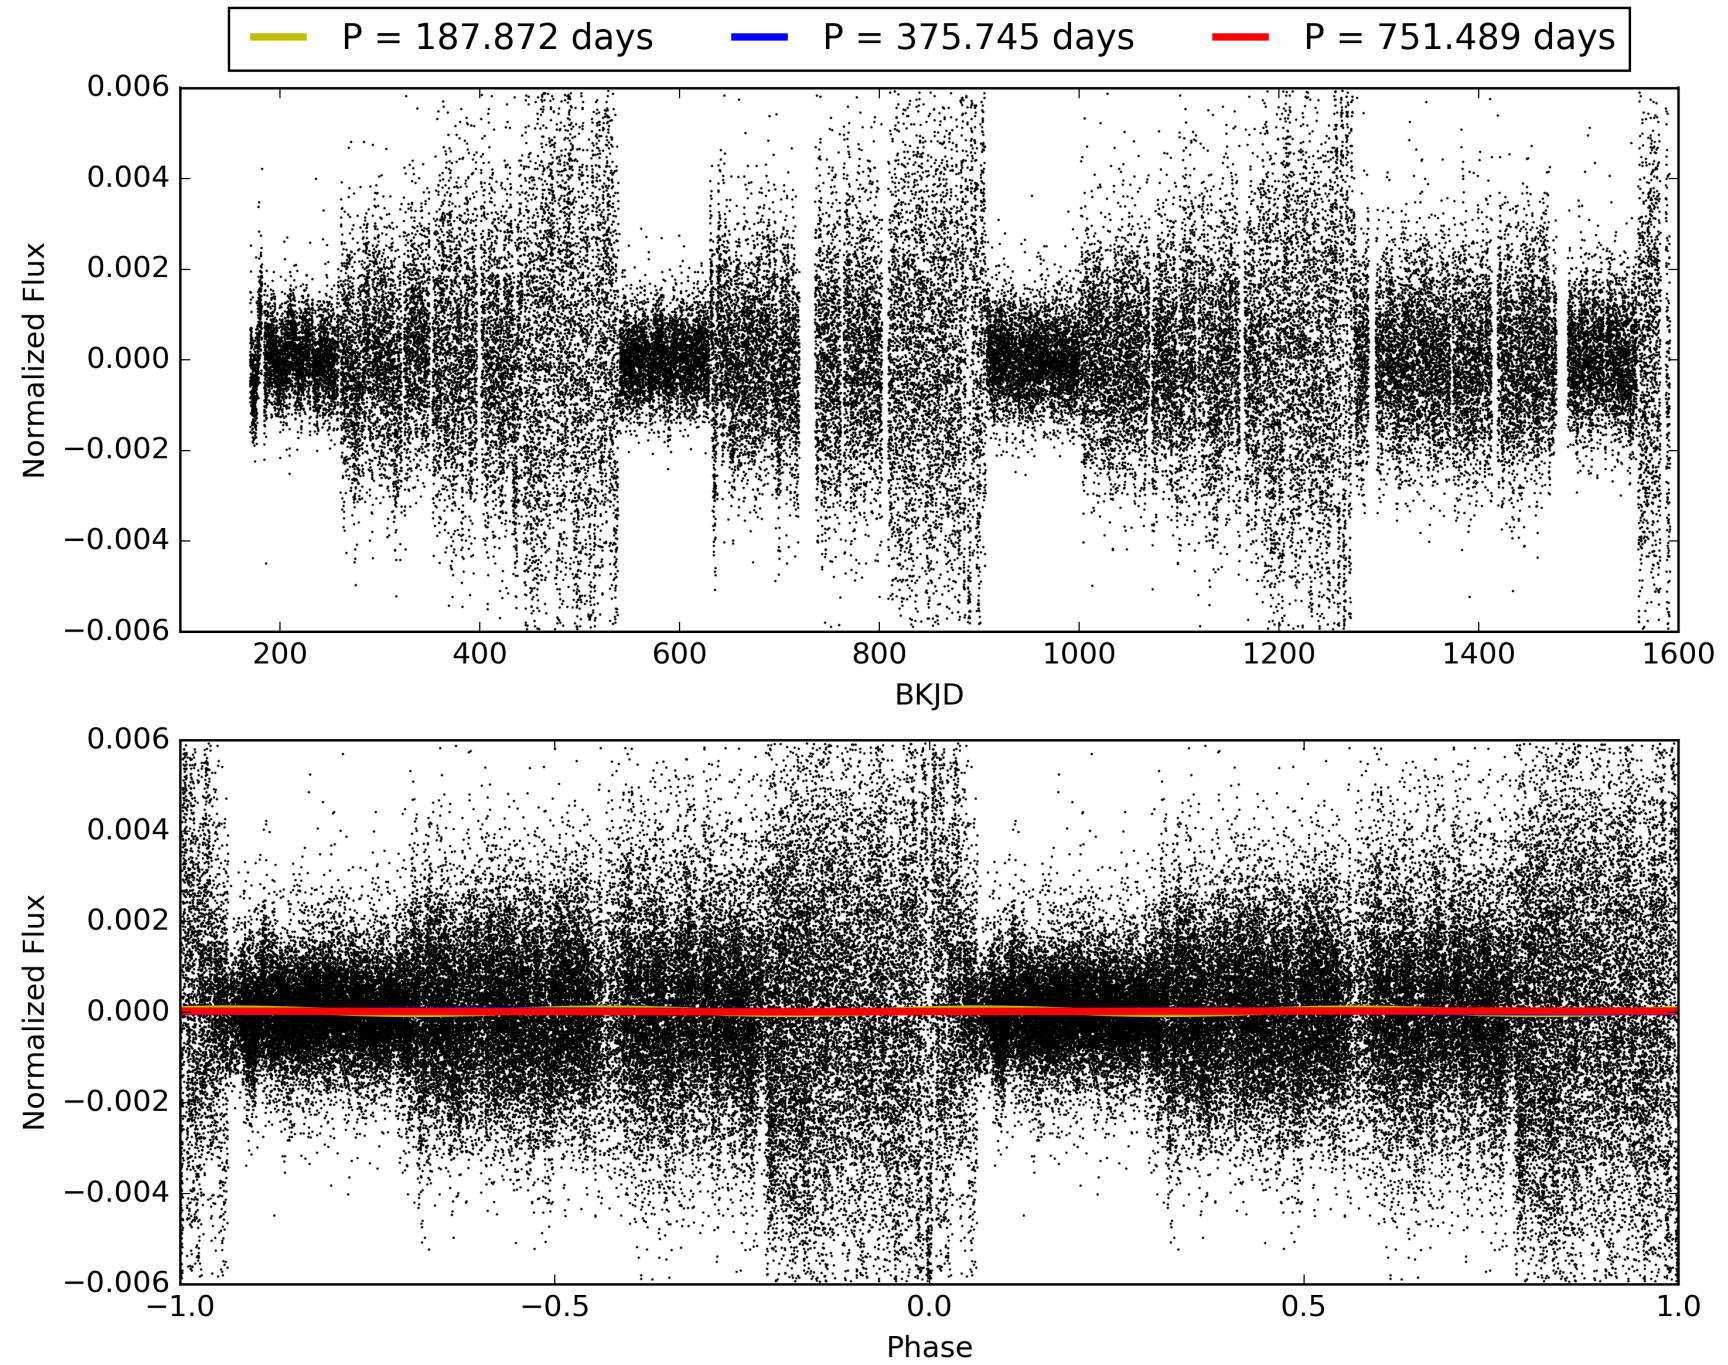 P = 187.872 days P = 375.745 days P = 751.489 days
0.006
0.004
0.002
0.000
−0.002
−0.004
−0.006
Normalized Flux
200 400 600 800 1000 1200 1400 1600
BKJD
0.006
0.004
0.002
0.000
−0.002
−0.004
−0.006
Normalized Flux
−1.0 −0.5 0.0 0.5 1.0
Phase